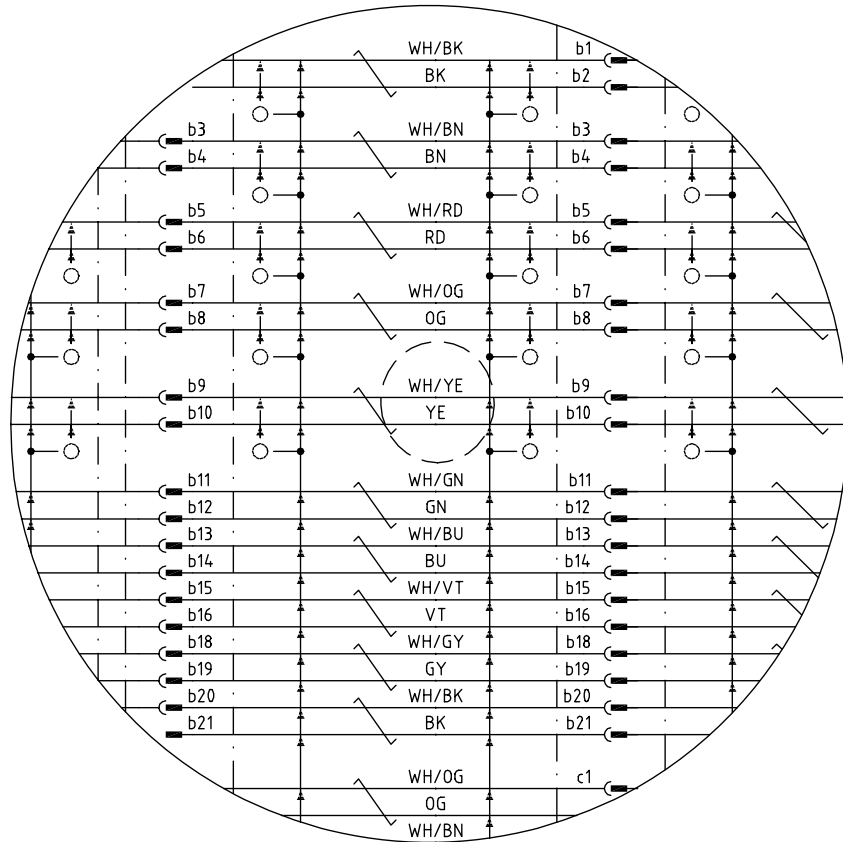 WH/BK b1
BK b2
b3 WH/BN b3
b4 BN b4
b5 WH/RD b5
b6 RD b6
b7 WH/OG b7
b8 OG b8
b9 WH/YE b9
b10 YE b10
b11 WH/GN b11
b12 GN b12
b13 WH/BU b13
b14 BU b14
b15 WH/VT b15
b16 VT b16
b18 WH/GY b18
b19 GY b19
b20 WH/BK b20
b21 BK b21
WH/OG c1
OG
WH/BN